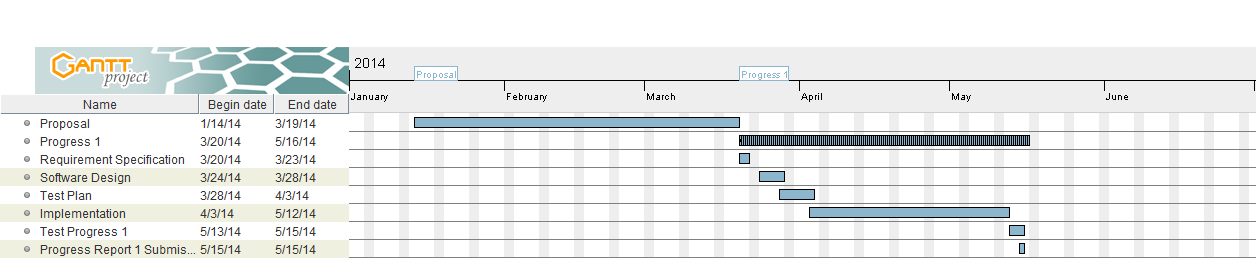 GANTT
project
2014
Proposal
Progress 1
January February March April May June
Name Begin date End date
Proposal 1/14/14 3/19/14
Progress 1 3/20/14 5/16/14
Requirement Specification 3/20/14 3/23/14
Software Design 3/24/14 3/28/14
Test Plan 3/28/14 4/3/14
Implementation 4/3/14 5/12/14
Test Progress 1 5/13/14 5/15/14
Progress Report 1 Submis... 5/15/14 5/15/14